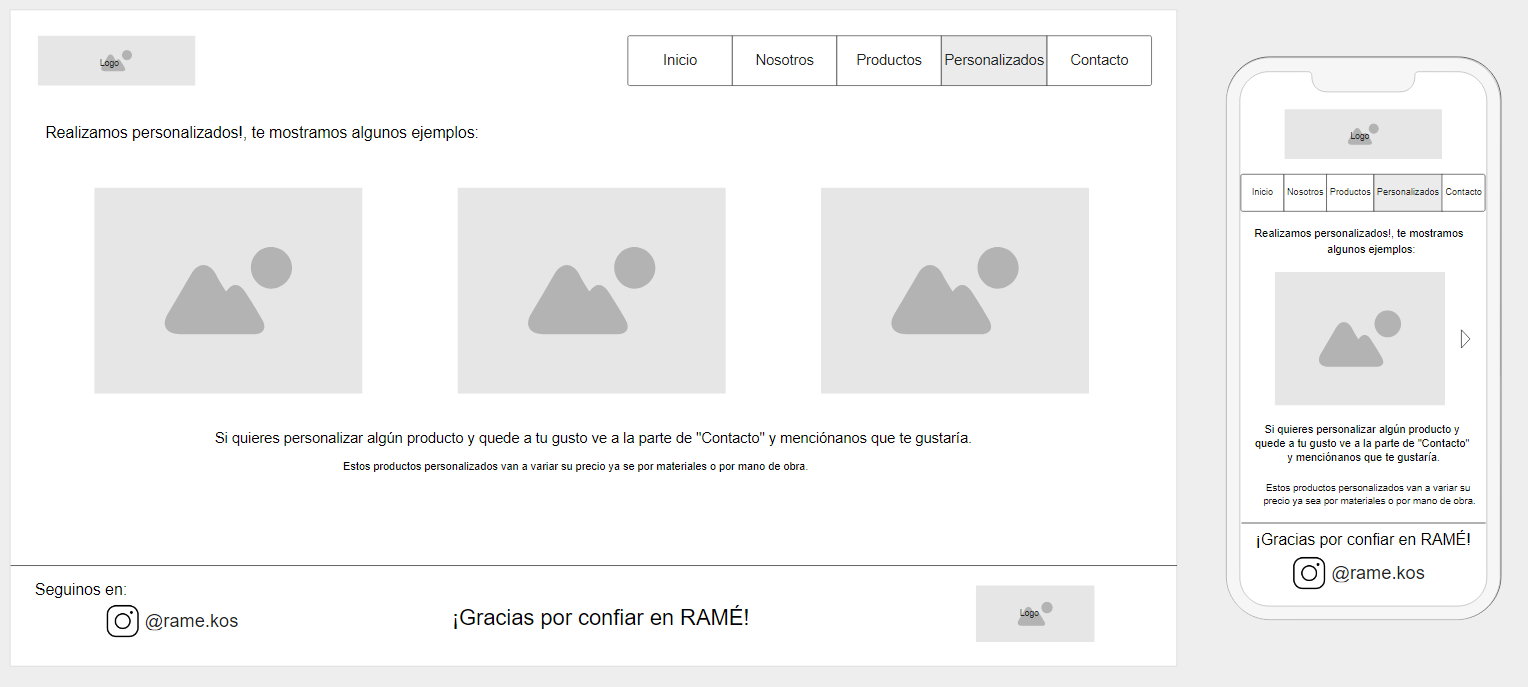 Logo
Inicio Nosotros Productos Personalizados Contacto
Realizamos personalizados!, te mostramos algunos ejemplos:
Si quieres personalizar algún producto y quede a tu gusto ve a la parte de "Contacto" y menciónanos que te gustaría.
Estos productos personalizados van a variar su precio ya se por materiales o por mano de obra.
Seguinos en:
@rame.kos
¡Gracias por confiar en RAMÉ!
Logo
Logo
Inicio Nosotros Productos Personalizados Contacto
Realizamos personalizados!, te mostramos
algunos ejemplos:
Si quieres personalizar algún producto y
quede a tu gusto ve a la parte de "Contacto"
y menciónanos que te gustaría.
Estos productos personalizados van a variar su
precio ya sea por materiales o por mano de obra.
¡Gracias por confiar en RAMÉ!
@rame.kos